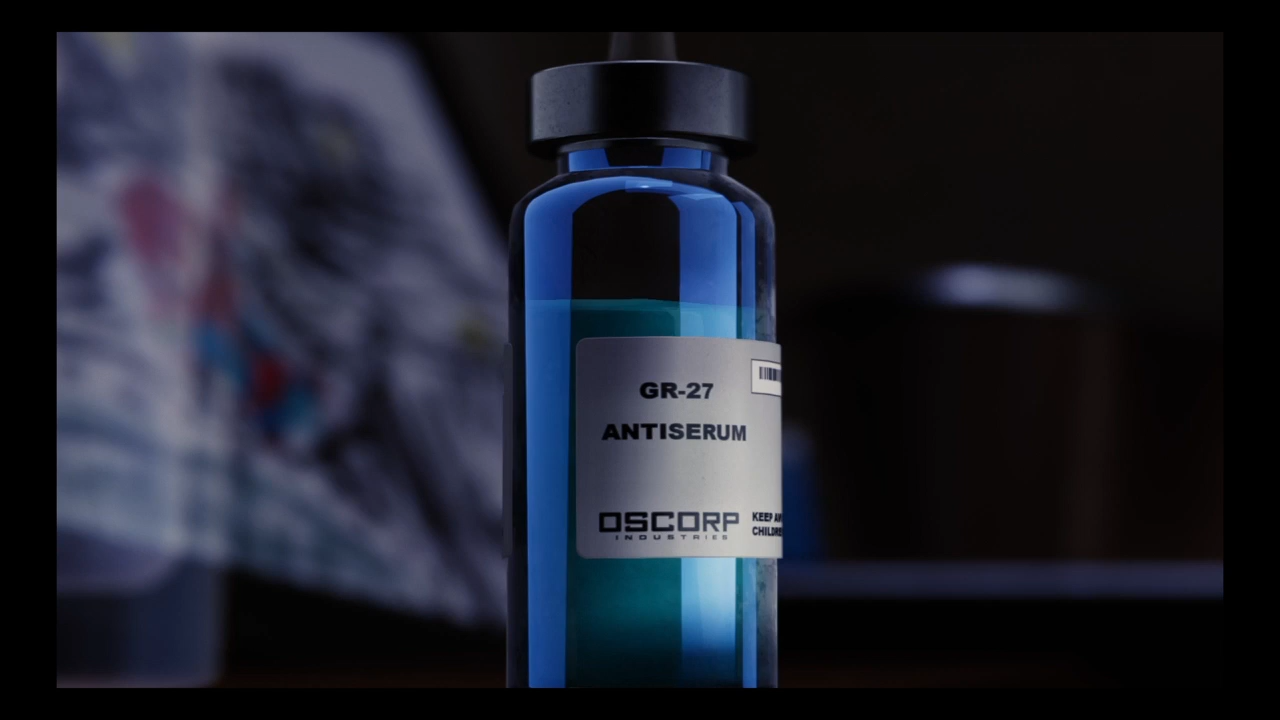 GR-27
ANTISERUM
OSCORP
INDUSTRIES
KEEP